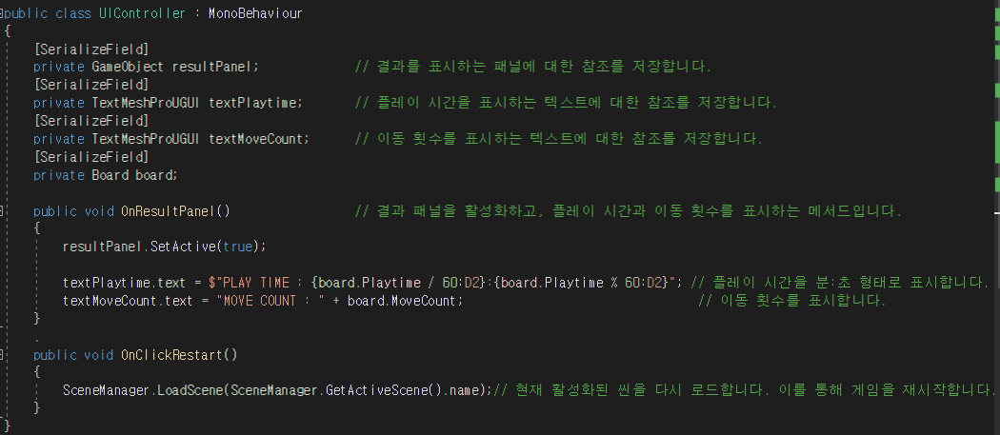 public class UIController : MonoBehaviour
{
[SerializeField]
private GameObject resultPanel; // 결과를 표시하는 패널에 대한 참조를 저장합니다.
[SerializeField]
private TextMeshProUGUI textPlaytime; // 플레이 시간을 표시하는 텍스트에 대한 참조를 저장합니다.
[SerializeField]
private TextMeshProUGUI textMoveCount; // 이동 횟수를 표시하는 텍스트에 대한 참조를 저장합니다.
[SerializeField]
private Board board;
public void OnResultPanel() // 결과 패널을 활성화하고, 플레이 시간과 이동 횟수를 표시하는 메서드입니다.
{
resultPanel.SetActive(true);
textPlaytime.text = $"PLAY TIME : {board.Playtime / 60:D2}:{board.Playtime % 60:D2}"; // 플레이 시간을 분:초 형태로 표시합니다.
textMoveCount.text = "MOVE COUNT : " + board.MoveCount; // 이동 횟수를 표시합니다.
}
.
public void OnClickRestart()
{
SceneManager.LoadScene(SceneManager.GetActiveScene().name);// 현재 활성화된 씬을 다시 로드합니다. 이를 통해 게임을 재시작합니다.
}
}